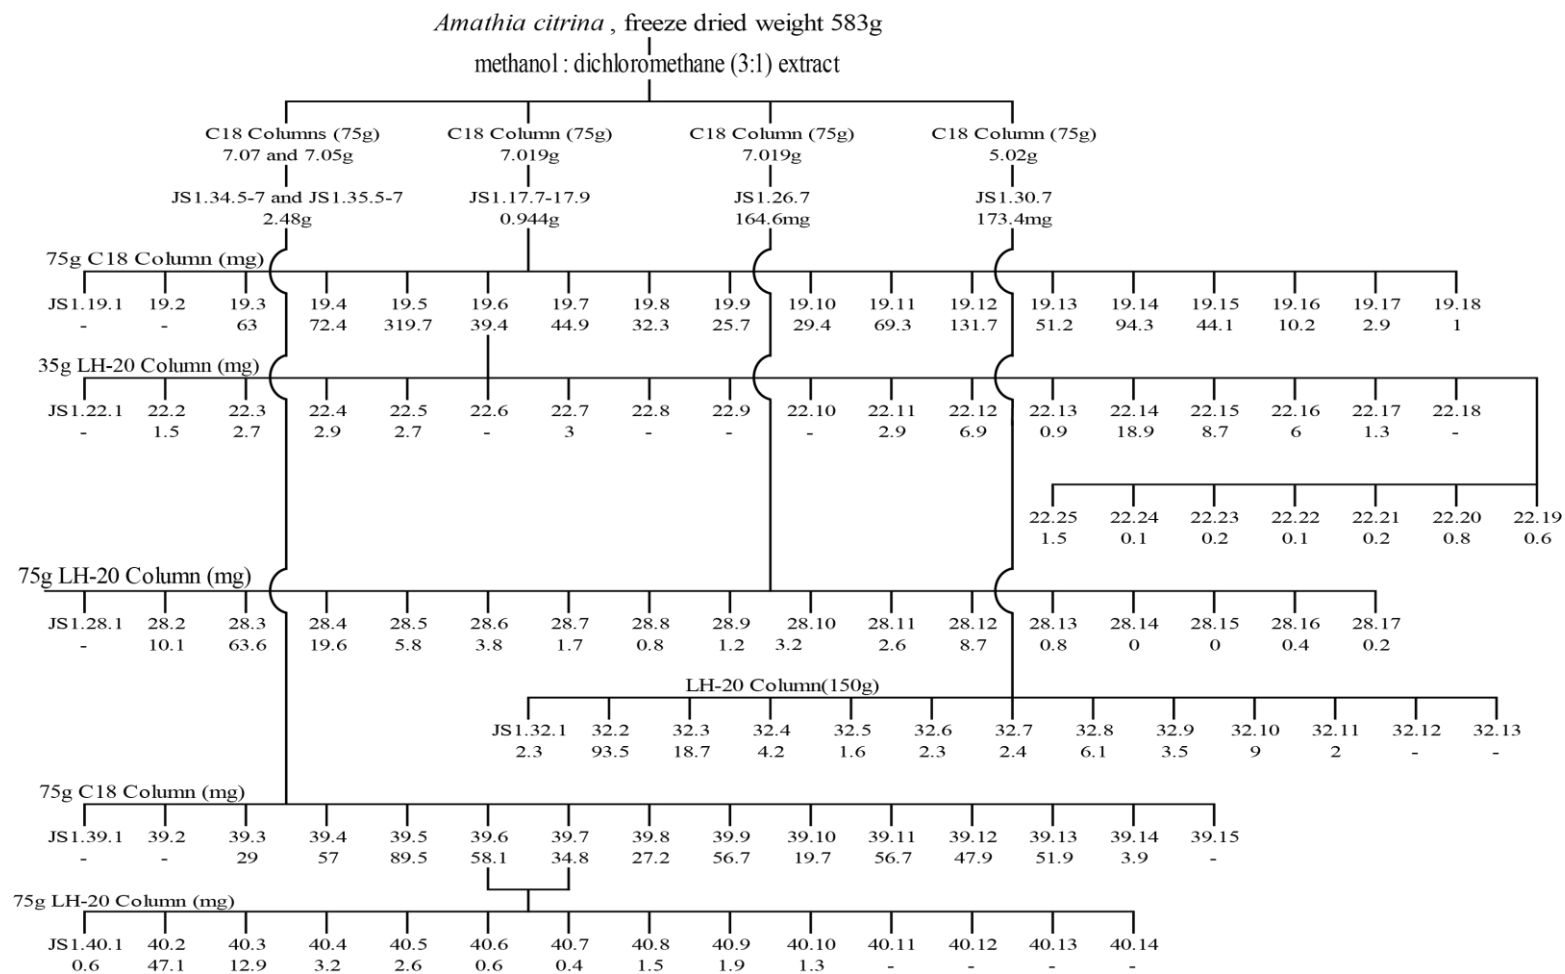 Amathia citrina , freeze dried weight 583g
methanol : dichloromethane (3:1) extract
C18 Columns (75g) C18 Column (75g) C18 Column (75g) C18 Column (75g)
7.07 and 7.05g 7.019g 7.019g 5.02g
JS1.34.5-7 and JS1.35.5-7 JS1.17.7-17.9 JS1.26.7 JS1.30.7
2.48g 0.944g 164.6mg 173.4mg
75g C18 Column (mg)
JS1.19.1 19.2 19.3 19.4 19.5 19.6 19.7 19.8 19.9 19.10 19.11 19.12 19.13 19.14 19.15 19.16 19.17 19.18
- - 63 72.4 319.7 39.4 44.9 32.3 25.7 29.4 69.3 131.7 51.2 94.3 44.1 10.2 2.9 1
35g LH-20 Column (mg)
JS1.22.1 22.2 22.3 22.4 22.5 22.6 22.7 22.8 22.9 22.10 22.11 22.12 22.13 22.14 22.15 22.16 22.17 22.18
- 1.5 2.7 2.9 2.7 - 3 - - - 2.9 6.9 0.9 18.9 8.7 6 1.3 -
22.25 22.24 22.23 22.22 22.21 22.20 22.19
1.5 0.1 0.2 0.1 0.2 0.8 0.6
75g LH-20 Column (mg)
JS1.28.1 28.2 28.3 28.4 28.5 28.6 28.7 28.8 28.9 28.10 28.11 28.12 28.13 28.14 28.15 28.16 28.17
- 10.1 63.6 19.6 5.8 3.8 1.7 0.8 1.2 3.2 2.6 8.7 0.8 0 0 0.4 0.2
LH-20 Column(150g)
JS1.32.1 32.2 32.3 32.4 32.5 32.6 32.7 32.8 32.9 32.10 32.11 32.12 32.13
2.3 93.5 18.7 4.2 1.6 2.3 2.4 6.1 3.5 9 2 - -
75g C18 Column (mg)
JS1.39.1 39.2 39.3 39.4 39.5 39.6 39.7 39.8 39.9 39.10 39.11 39.12 39.13 39.14 39.15
- - 29 57 89.5 58.1 34.8 27.2 56.7 19.7 56.7 47.9 51.9 3.9 -
75g LH-20 Column (mg)
JS1.40.1 40.2 40.3 40.4 40.5 40.6 40.7 40.8 40.9 40.10 40.11 40.12 40.13 40.14
0.6 47.1 12.9 3.2 2.6 0.6 0.4 1.5 1.9 1.3 - - - -